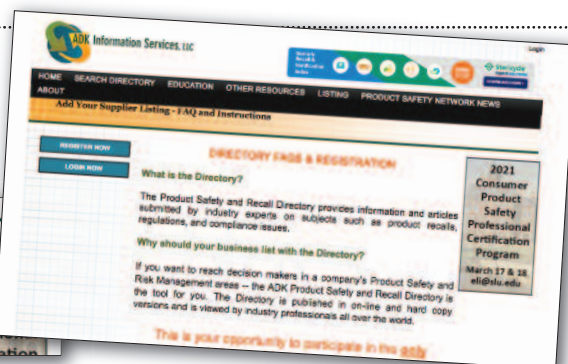 Login
ADK Information Services, LLC
Intersycle
HOME SEARCH DIRECTORY EDUCATION OTHER RESOURCES LISTING PRODUCT SAFETY NETWORK NEWS
ABOUT
Add Your Supplier Listing - FAQ and Instructions
REGISTER NOW
LOGIN NOW
DIRECTORY FAQS & REGISTRATION
What is the Directory?
The Product Safety and Recall Directory provides information and articles
submitted by industry experts on subjects such as product recalls,
regulations, and compliance issues.
Why should your business list with the Directory?
If you want to reach decision makers in a company's Product Safety and
Risk Management areas -- the ADK Product Safety and Recall Directory is
the tool for you. The Directory is published in on-line and hard copy
versions and is viewed by industry professionals all over the world.
This is your opportunity to participate in the only
2021
Consumer
Product
Safety
Professional
Certification
Program
March 17 & 18
eli@slu.edu